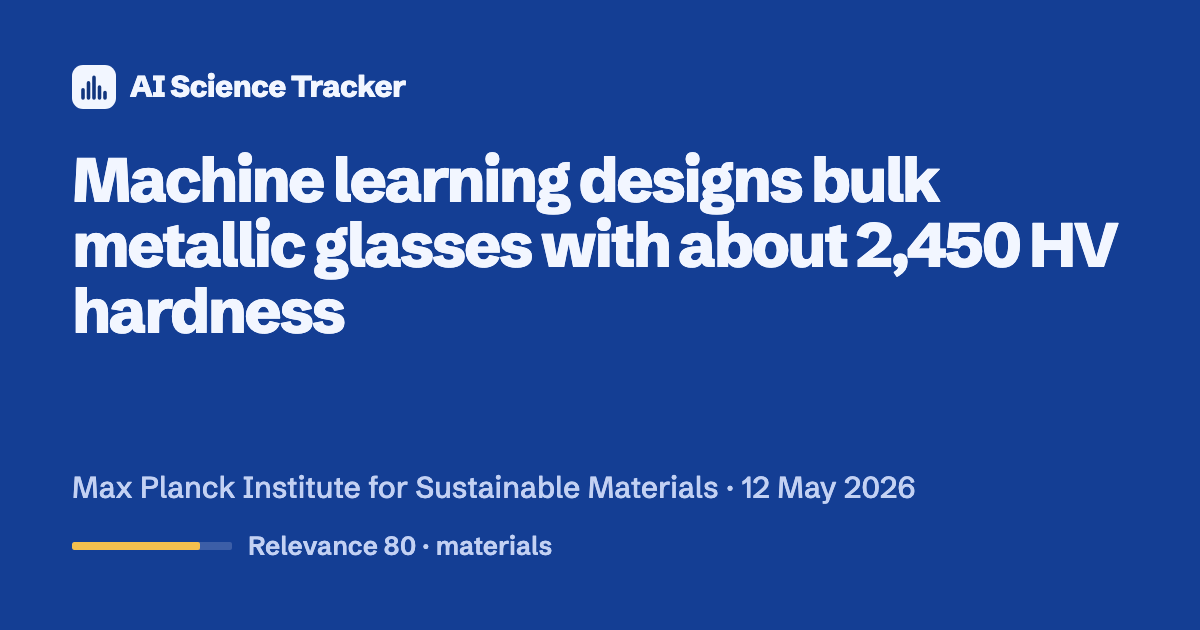 AI Science Tracker
Machine learning designs bulk
metallic glasses with about 2,450 HV
hardness
Max Planck Institute for Sustainable Materials · 12 May 2026
Relevance 80 · materials